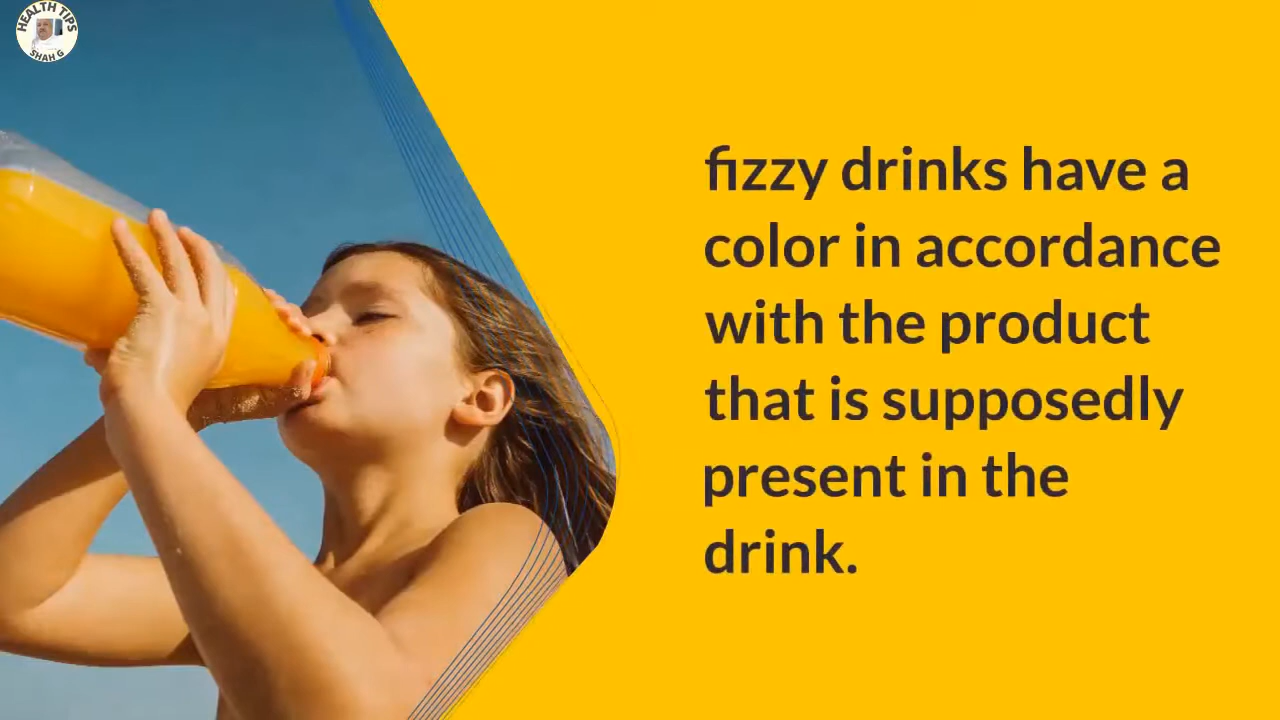 HEALTH TIPS
SHAH G
fizzy drinks have a
color in accordance
with the product
that is supposedly
present in the
drink.